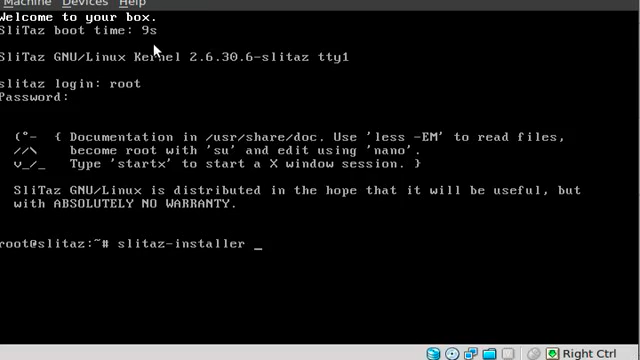 Machine Devices Help
Welcome to your box.
SliTaz boot time: 9s
SliTaz GNU/Linux Kernel 2.6.30.6-slitaz tty1
slitaz login: root
Password:
(°- { Documentation in /usr/share/doc. Use 'less -EM' to read files,
//\ become root with 'su' and edit using 'nano'.
v_/_ Type 'startx' to start a X window session. }
SliTaz GNU/Linux is distributed in the hope that it will be useful, but
with ABSOLUTELY NO WARRANTY.
root@slitaz:~# slitaz-installer _
Right Ctrl